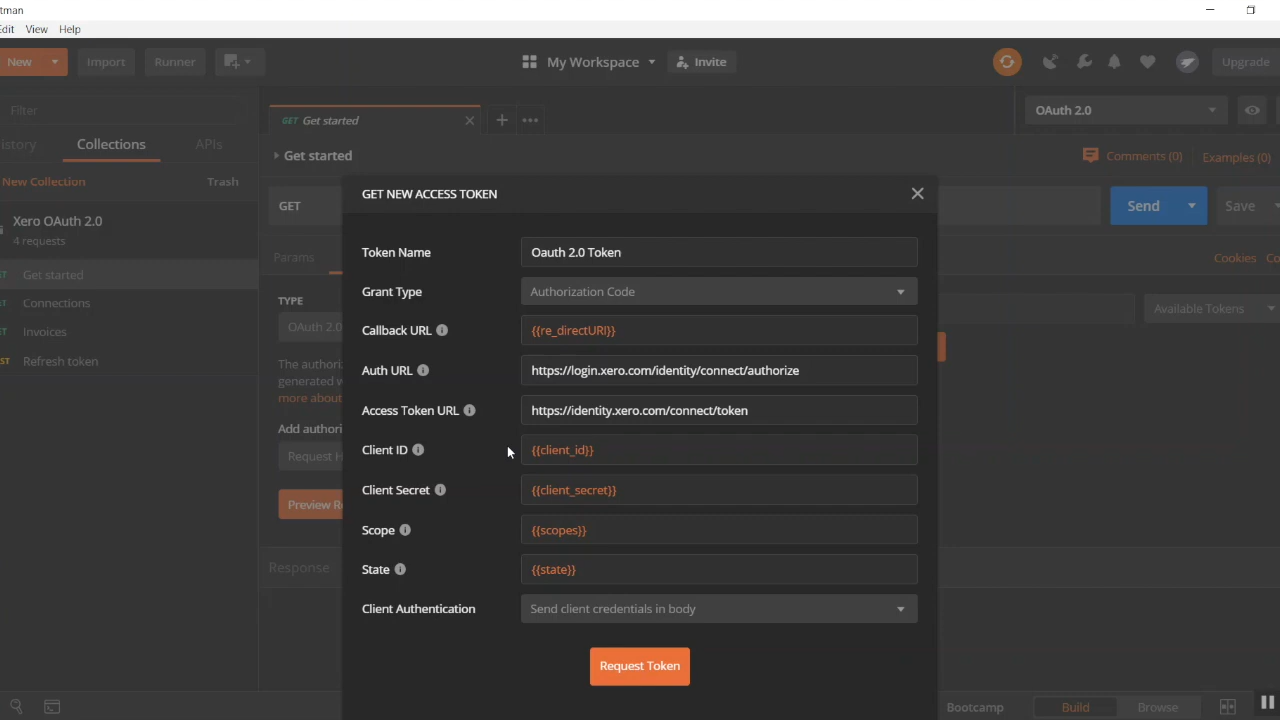 tman
Edit View Help
New Import Runner My Workspace Invite Upgrade
Filter
istory Collections APIs
GET Get started
OAuth 2.0
Get started
Comments (0) Examples (0)
New Collection Trash
GET Send Save
Xero OAuth 2.0
4 requests
Params Cookies Co
ET Get started
ET Connections
ET Invoices
ST Refresh token
TYPE
OAuth 2.0
Available Tokens
The authori
generated w
more about
Add authori
Request H
Preview Re
Response
GET NEW ACCESS TOKEN
Token Name Oauth 2.0 Token
Grant Type Authorization Code
Callback URL {{re_directURI}}
Auth URL https://login.xero.com/identity/connect/authorize
Access Token URL https://identity.xero.com/connect/token
Client ID {{client_id}}
Client Secret {{client_secret}}
Scope {{scopes}}
State {{state}}
Client Authentication Send client credentials in body
Request Token
Bootcamp Build Browse